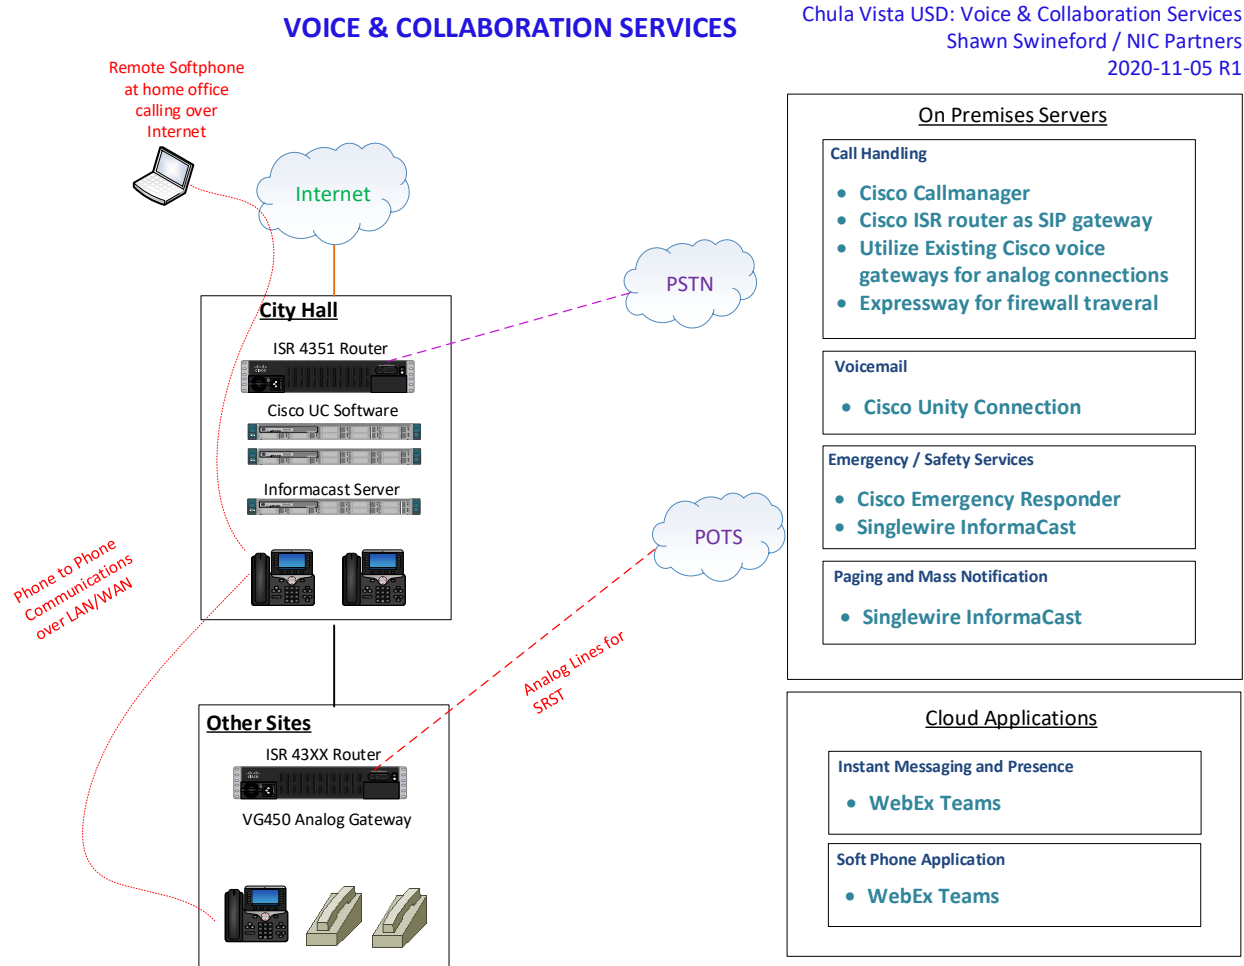 VOICE & COLLABORATION SERVICES
Chula Vista USD: Voice & Collaboration Services
Shawn Swineford / NIC Partners
2020-11-05 R1
Remote Softphone
at home office
calling over
Internet
Internet
PSTN
City Hall
ISR 4351 Router
Cisco UC Software
Informacast Server
POTS
Phone to Phone
Communications
over LAN/WAN
Analog Lines for
SRST
Other Sites
ISR 43XX Router
VG450 Analog Gateway
On Premises Servers
Call Handling
• Cisco Callmanager
• Cisco ISR router as SIP gateway
• Utilize Existing Cisco voice
gateways for analog connections
• Expressway for firewall traveral
Voicemail
• Cisco Unity Connection
Emergency / Safety Services
• Cisco Emergency Responder
• Singlewire InformaCast
Paging and Mass Notification
• Singlewire InformaCast
Cloud Applications
Instant Messaging and Presence
• WebEx Teams
Soft Phone Application
• WebEx Teams